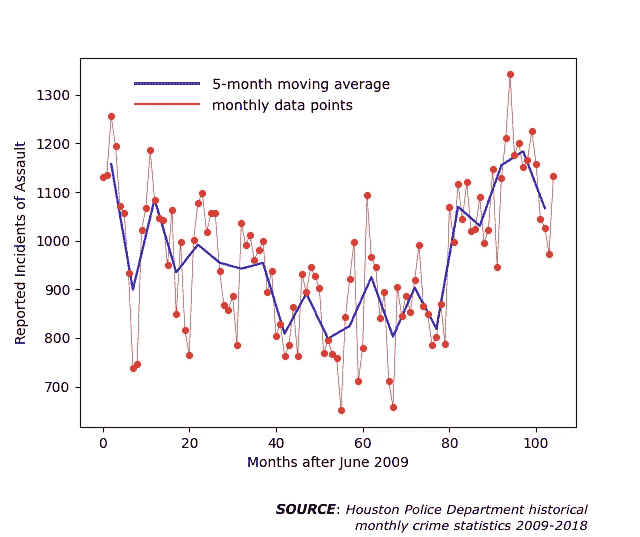 5-month moving average
monthly data points
Reported Incidents of Assault
1300
1200
1100
1000
900
800
700
0 20 40 60 80 100
Months after June 2009
SOURCE: Houston Police Department historical
monthly crime statistics 2009-2018